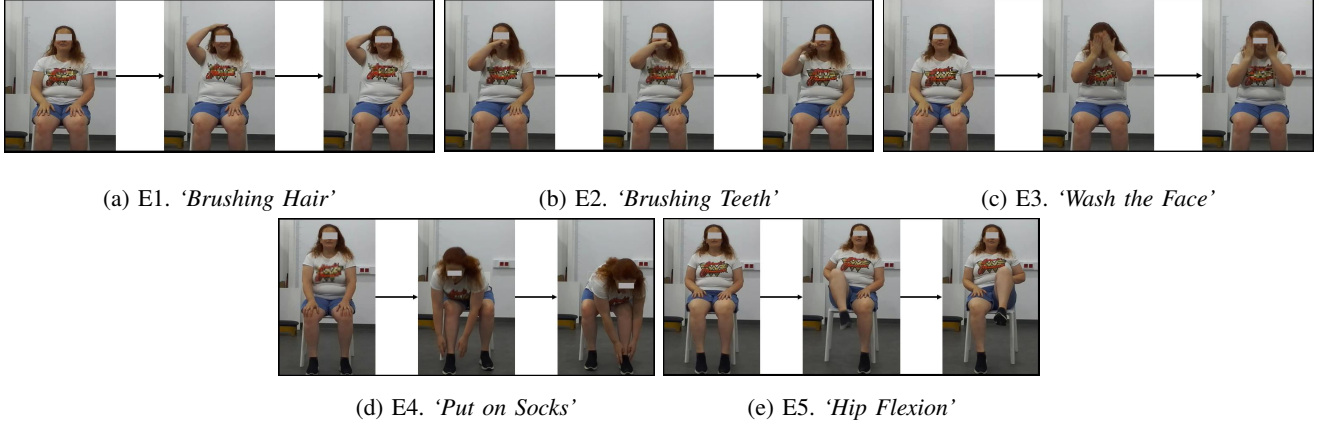 (a) E1. ‘Brushing Hair’
(b) E2. ‘Brushing Teeth’
(c) E3. ‘Wash the Face’
(d) E4. ‘Put on Socks’
(e) E5. ‘Hip Flexion’